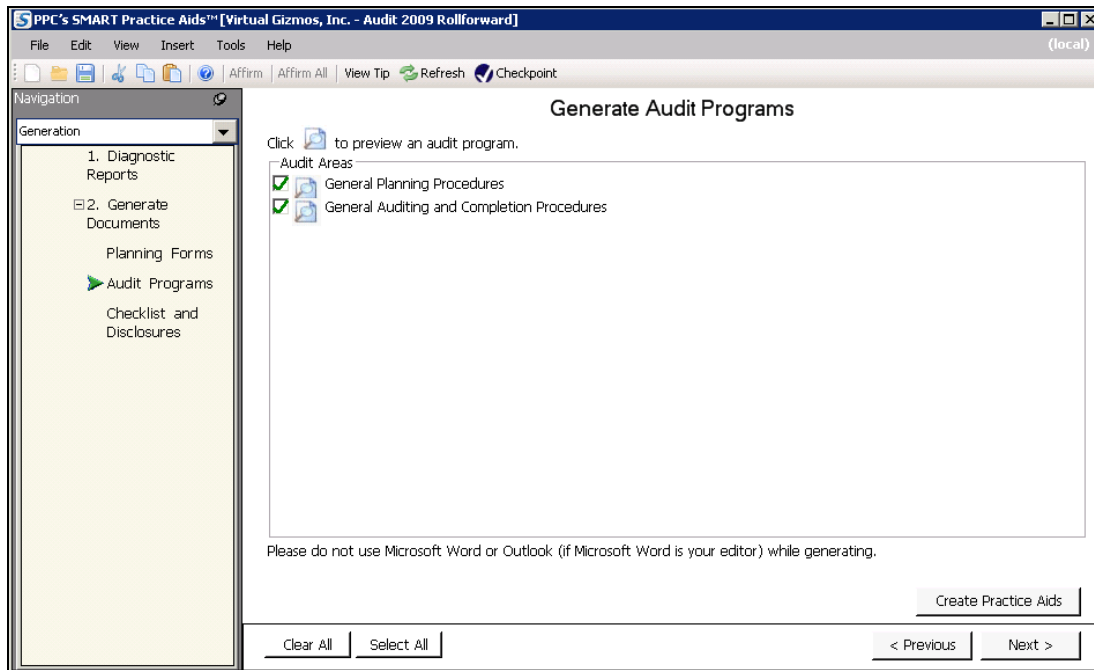 PPC's SMART Practice Aids™ [Virtual Gizmos, Inc. - Audit 2009 Rollforward]
File Edit View Insert Tools Help (local)
Affirm Affirm All View Tip Refresh Checkpoint
Navigation
Generation
1. Diagnostic
Reports
2. Generate
Documents
Planning Forms
Audit Programs
Checklist and
Disclosures
Generate Audit Programs
Click to preview an audit program.
Audit Areas
General Planning Procedures
General Auditing and Completion Procedures
Please do not use Microsoft Word or Outlook (if Microsoft Word is your editor) while generating.
Create Practice Aids
Clear All Select All < Previous Next >